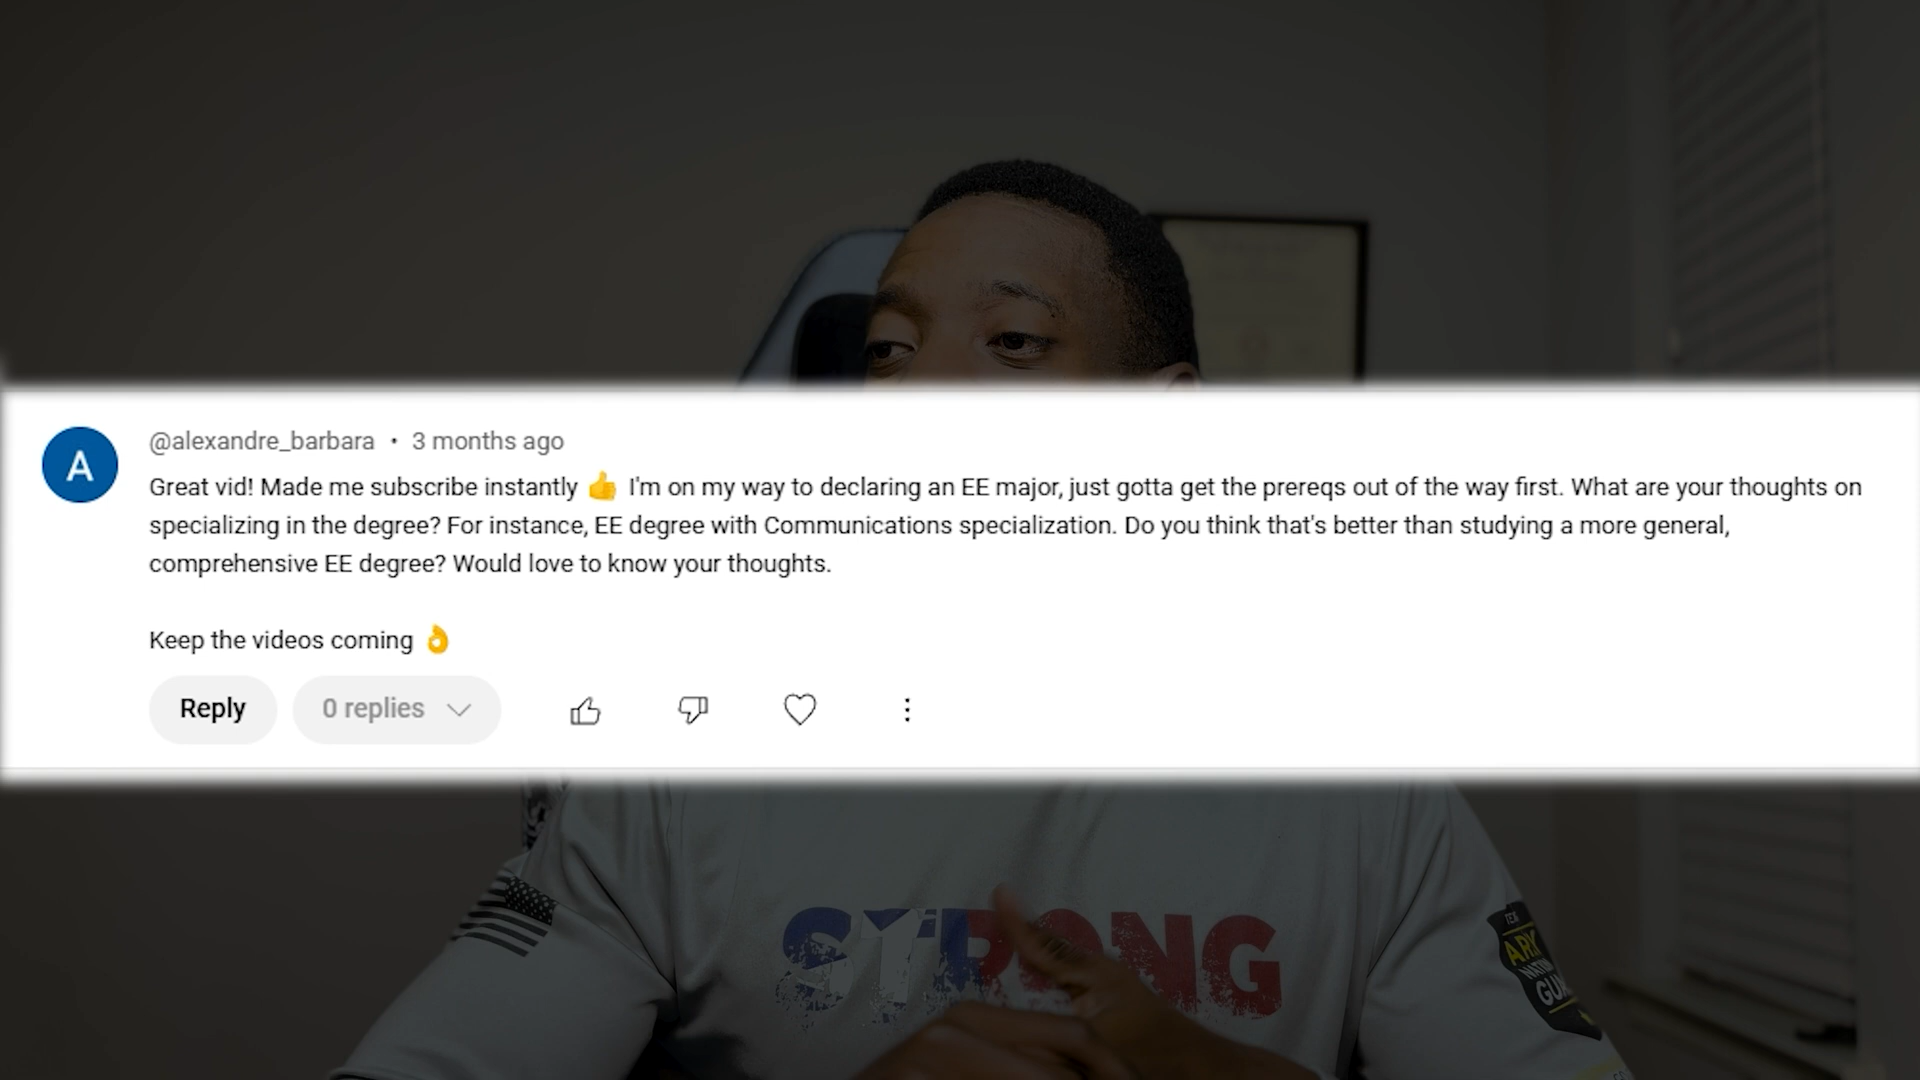 A
@alexandre_barbara • 3 months ago
Great vid! Made me subscribe instantly 👍 I'm on my way to declaring an EE major, just gotta get the prereqs out of the way first. What are your thoughts on
specializing in the degree? For instance, EE degree with Communications specialization. Do you think that's better than studying a more general,
comprehensive EE degree? Would love to know your thoughts.
Keep the videos coming 👌
Reply 0 replies
STRONG